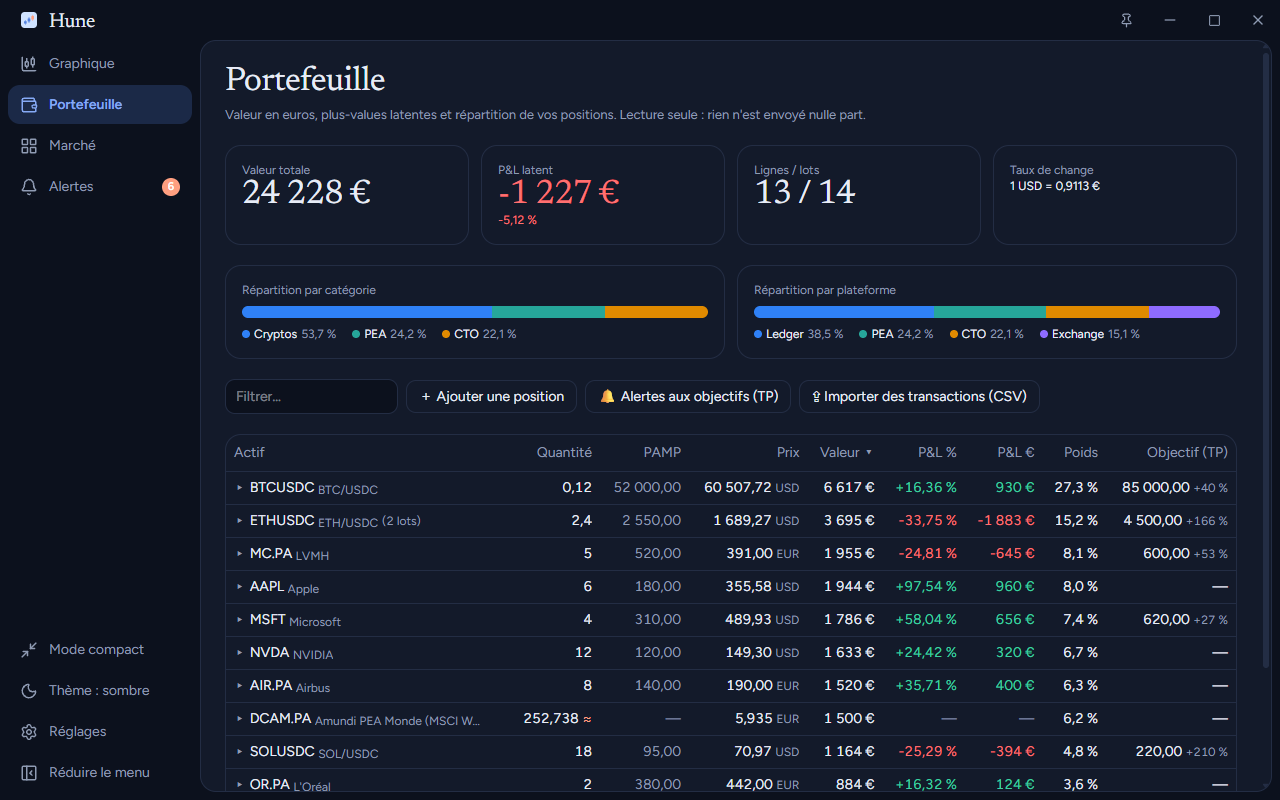 Hune
Graphique
Portefeuille
Marché
Alertes 6
Mode compact
Thème : sombre
Réglages
Réduire le menu
Portefeuille
Valeur en euros, plus-values latentes et répartition de vos positions. Lecture seule : rien n'est envoyé nulle part.
Valeur totale
24 228 €
P&L latent
-1 227 €
-5,12 %
Lignes / lots
13 / 14
Taux de change
1 USD = 0,9113 €
Répartition par catégorie
Cryptos 53,7 % PEA 24,2 % CTO 22,1 %
Répartition par plateforme
Ledger 38,5 % PEA 24,2 % CTO 22,1 % Exchange 15,1 %
Filtrer... + Ajouter une position 🔔 Alertes aux objectifs (TP) ⇪ Importer des transactions (CSV)
Actif Quantité PAMP Prix Valeur ▼ P&L % P&L € Poids Objectif (TP)
▸ BTCUSDC BTC/USDC 0,12 52 000,00 60 507,72 USD 6 617 € +16,36 % 930 € 27,3 % 85 000,00 +40 %
▸ ETHUSDC ETH/USDC (2 lots) 2,4 2 550,00 1 689,27 USD 3 695 € -33,75 % -1 883 € 15,2 % 4 500,00 +166 %
▸ MC.PA LVMH 5 520,00 391,00 EUR 1 955 € -24,81 % -645 € 8,1 % 600,00 +53 %
▸ AAPL Apple 6 180,00 355,58 USD 1 944 € +97,54 % 960 € 8,0 % —
▸ MSFT Microsoft 4 310,00 489,93 USD 1 786 € +58,04 % 656 € 7,4 % 620,00 +27 %
▸ NVDA NVIDIA 12 120,00 149,30 USD 1 633 € +24,42 % 320 € 6,7 % —
▸ AIR.PA Airbus 8 140,00 190,00 EUR 1 520 € +35,71 % 400 € 6,3 % —
▸ DCAM.PA Amundi PEA Monde (MSCI W... 252,738 ≈ — 5,935 EUR 1 500 € — — 6,2 % —
▸ SOLUSDC SOL/USDC 18 95,00 70,97 USD 1 164 € -25,29 % -394 € 4,8 % 220,00 +210 %
▸ OR.PA L'Oréal 2 380,00 442,00 EUR 884 € +16,32 % 124 € 3,6 % —